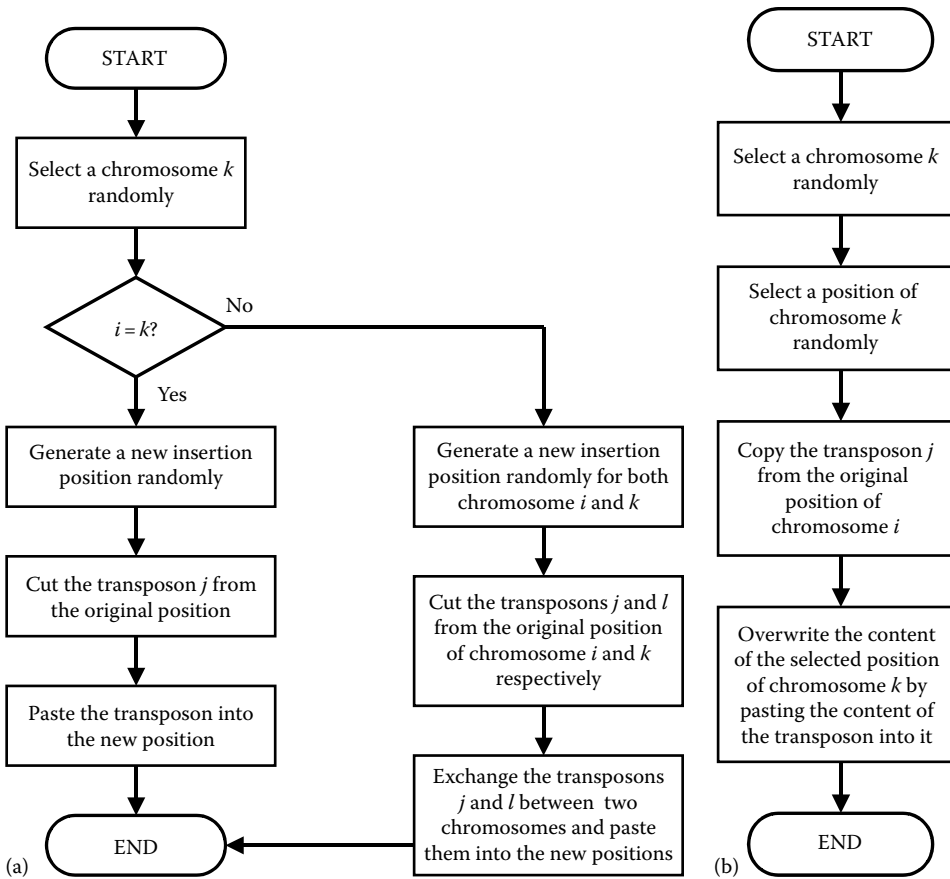 START
Select a chromosome k
randomly
i = k?
No
Yes
Generate a new insertion
position randomly
Cut the transposon j from
the original position
Paste the transposon into
the new position
END
Generate a new insertion
position randomly for both
chromosome i and k
Cut the transposons j and l
from the original position
of chromosome i and k
respectively
Exchange the transposons
j and l between two
chromosomes and paste
them into the new positions
(a)
START
Select a chromosome k
randomly
Select a position of
chromosome k
randomly
Copy the transposon j
from the original
position of
chromosome i
Overwrite the content
of the selected position
of chromosome k by
pasting the content of
the transposon into it
END
(b)